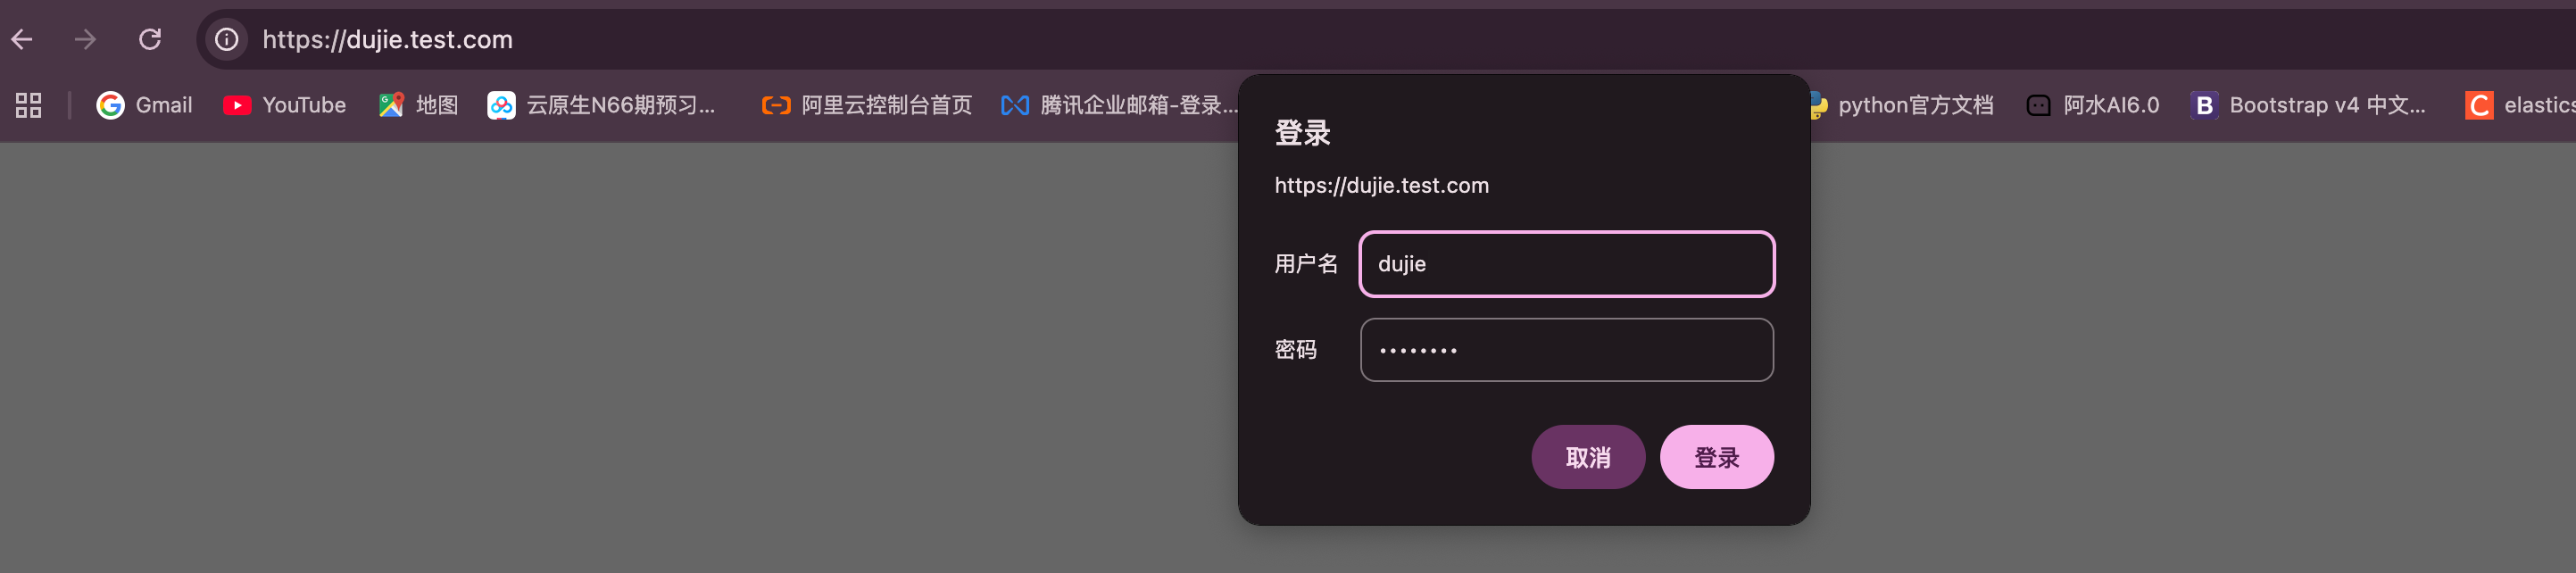 https://dujie.test.com
Gmail YouTube 地图 云原生N66期预习... 阿里云控制台首页 腾讯企业邮箱-登录... python官方文档 阿水AI6.0 Bootstrap v4 中文... elastics
登录
https://dujie.test.com
用户名 dujie
密码 ••••••••
取消 登录